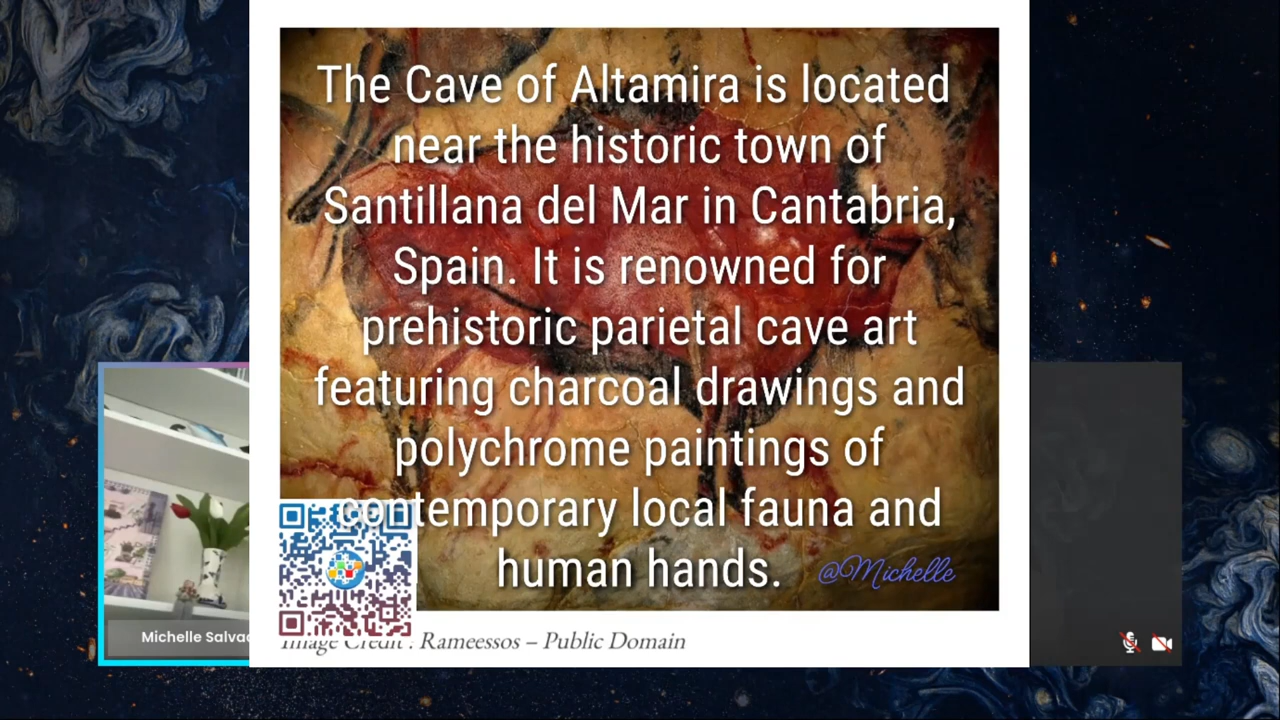 The Cave of Altamira is located
near the historic town of
Santillana del Mar in Cantabria,
Spain. It is renowned for
prehistoric parietal cave art
featuring charcoal drawings and
polychrome paintings of
contemporary local fauna and
human hands.
@Michelle
Michelle Salvad
Image Credit : Rameessos – Public Domain